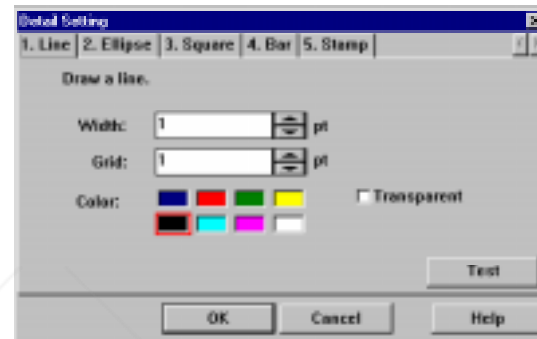 Detail Setting
1. Line 2. Ellipse 3. Square 4. Bar 5. Stamp
Draw a line.
Width: 1 pt
Grid: 1 pt
Color: Transparent
Test
OK Cancel Help